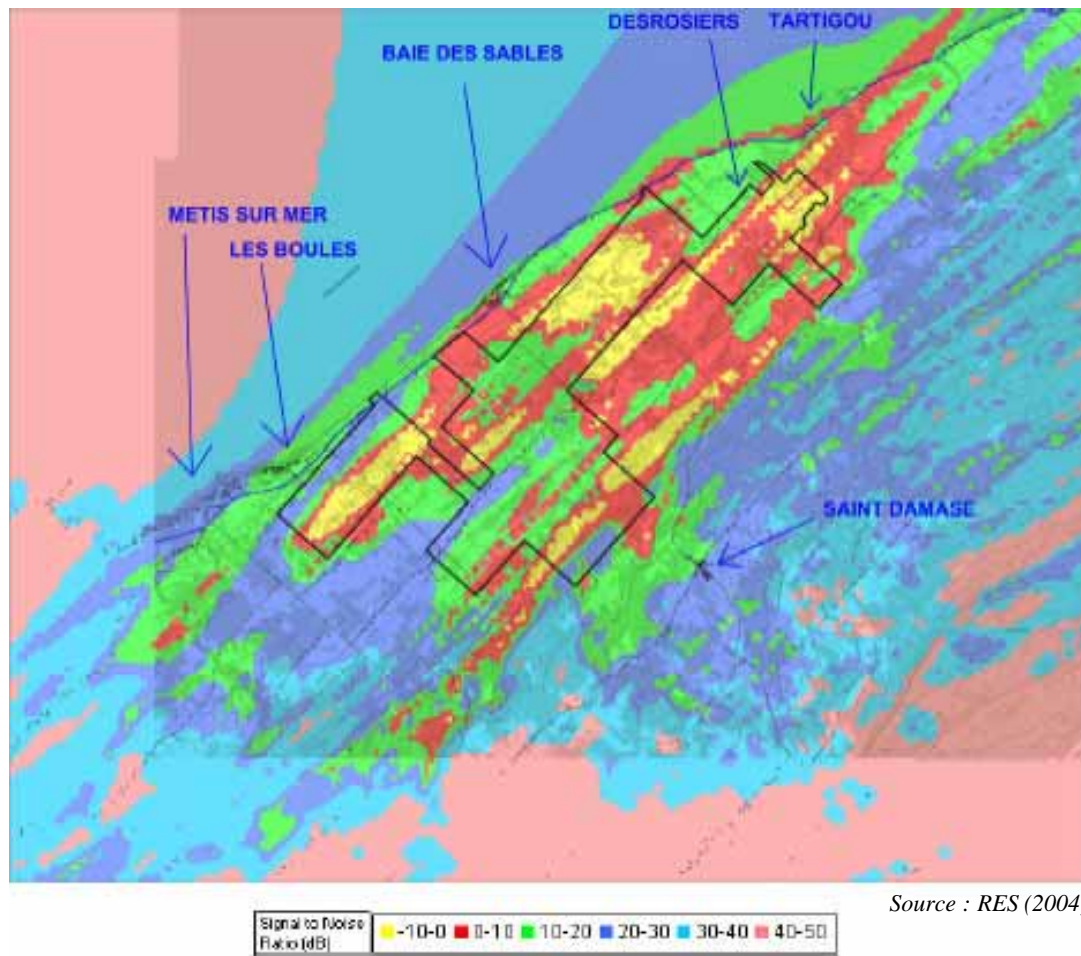 DESROSIERS
TARTIGOU
BAIE DES SABLES
METIS SUR MER
LES BOULES
SAINT DAMASE
Source : RES (2004
Signal to Noise
Ratio (dB)
-10-0 0-10 10-20 20-30 30-40 40-50